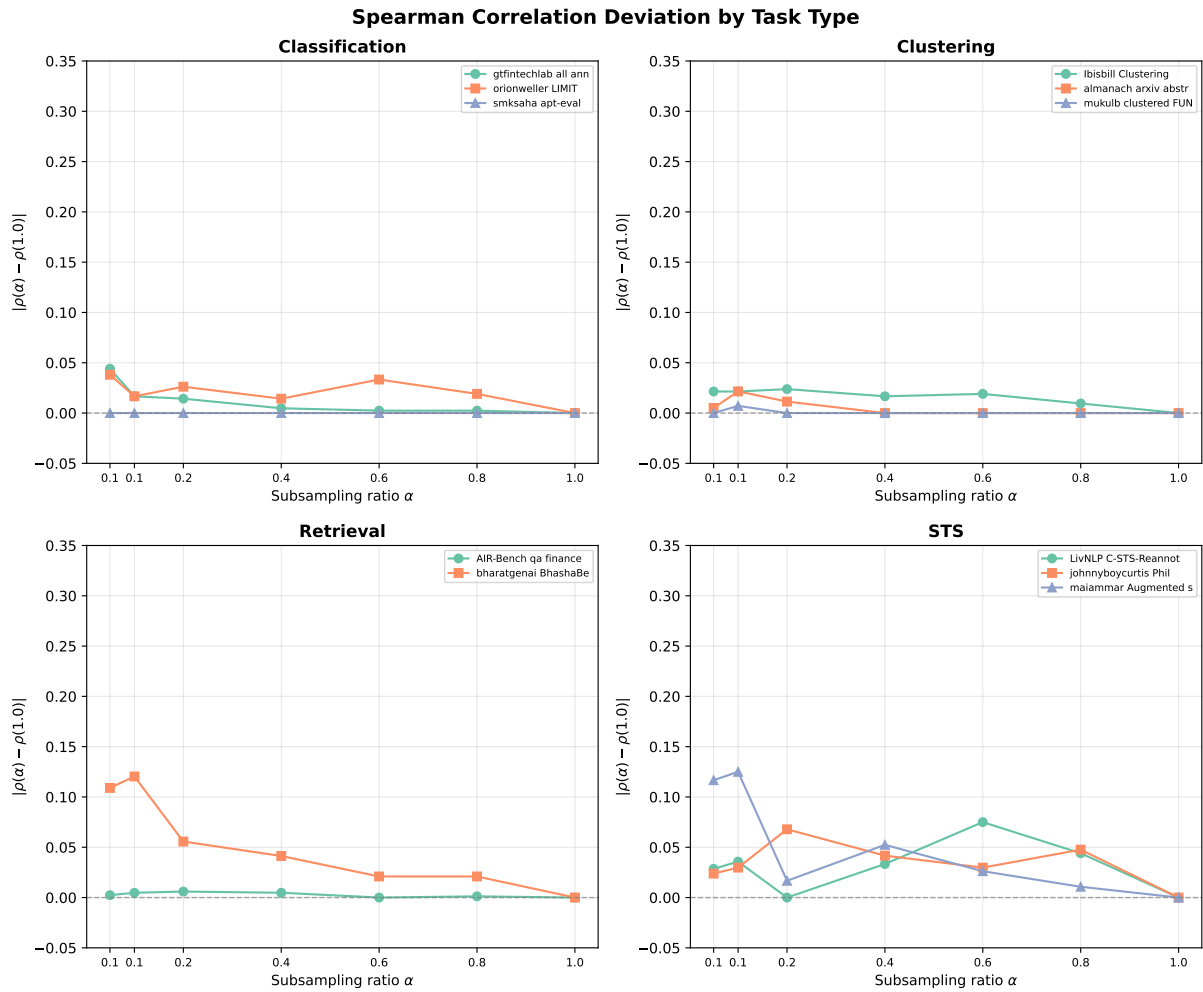 Spearman Correlation Deviation by Task Type
Classification
0.35
0.30
0.25
0.20
0.15
0.10
0.05
0.00
−0.05
|ρ(α) − ρ(1.0)|
gtfintechlab all ann
orionweller LIMIT
smksaha apt-eval
0.1 0.1 0.2 0.4 0.6 0.8 1.0
Subsampling ratio α
Clustering
0.35
0.30
0.25
0.20
0.15
0.10
0.05
0.00
−0.05
|ρ(α) − ρ(1.0)|
lbisbill Clustering
almanach arxiv abstr
mukulb clustered FUN
0.1 0.1 0.2 0.4 0.6 0.8 1.0
Subsampling ratio α
Retrieval
0.35
0.30
0.25
0.20
0.15
0.10
0.05
0.00
−0.05
|ρ(α) − ρ(1.0)|
AIR-Bench qa finance
bharatgenai BhashaBe
0.1 0.1 0.2 0.4 0.6 0.8 1.0
Subsampling ratio α
STS
0.35
0.30
0.25
0.20
0.15
0.10
0.05
0.00
−0.05
|ρ(α) − ρ(1.0)|
LivNLP C-STS-Reannot
johnnyboycurtis Phil
maiammar Augmented s
0.1 0.1 0.2 0.4 0.6 0.8 1.0
Subsampling ratio α